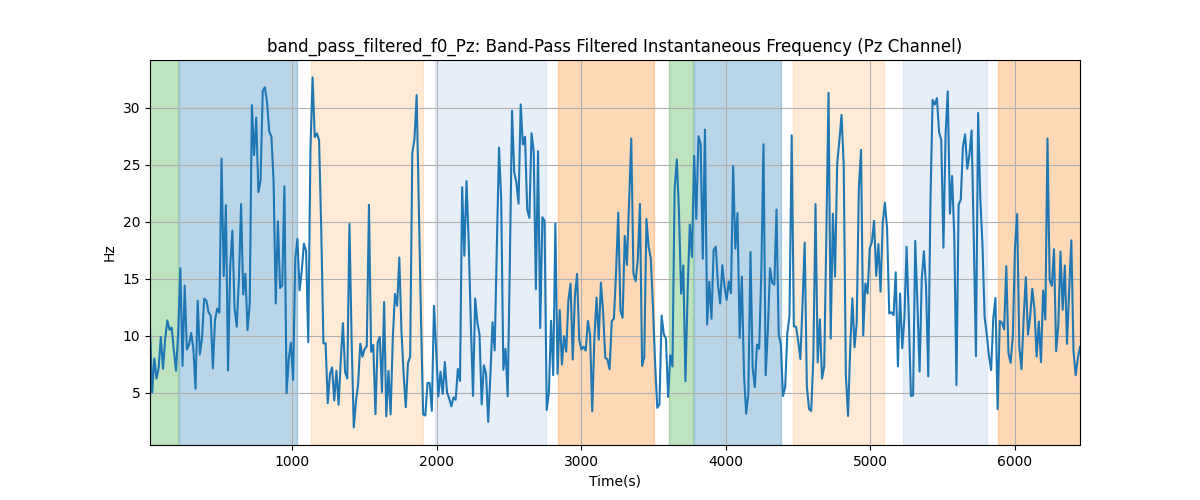 band_pass_filtered_f0_Pz: Band-Pass Filtered Instantaneous Frequency (Pz Channel)
30
25
20
15
10
5
Hz
1000 2000 3000 4000 5000 6000
Time(s)